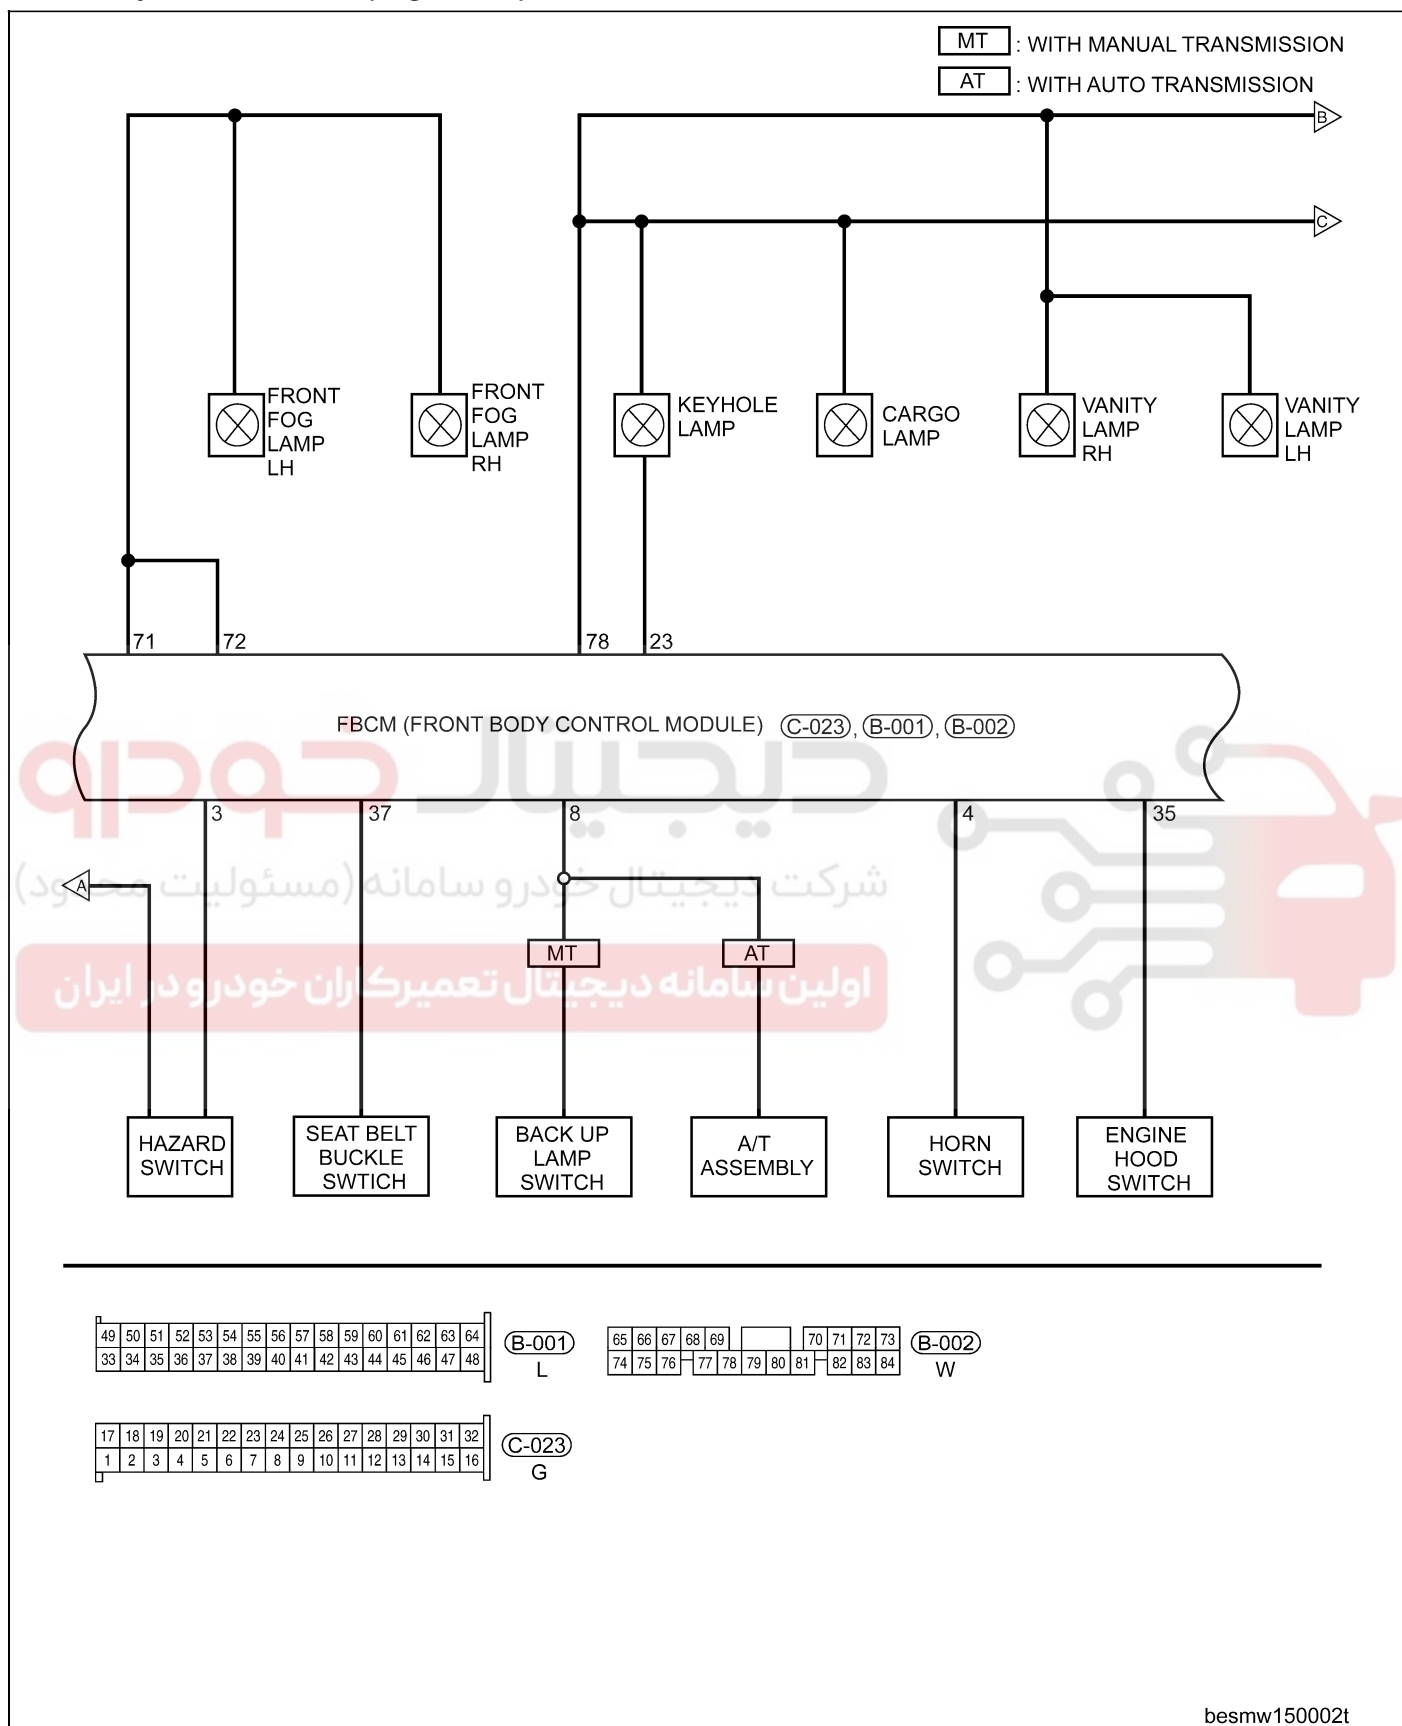 MT : WITH MANUAL TRANSMISSION
AT : WITH AUTO TRANSMISSION
B
C
FRONT
FOG
LAMP
LH
FRONT
FOG
LAMP
RH
KEYHOLE
LAMP
CARGO
LAMP
VANITY
LAMP
RH
VANITY
LAMP
LH
71 72 78 23
FBCM (FRONT BODY CONTROL MODULE) C-023, B-001, B-002
دیجیتال خودرو
3 37 8 4 35
A
شرکت دیجیتال خودرو سامانه (مسئولیت محدود)
MT AT
اولین سامانه دیجیتال تعمیرکاران خودرو در ایران
HAZARD
SWITCH
SEAT BELT
BUCKLE
SWTICH
BACK UP
LAMP
SWITCH
A/T
ASSEMBLY
HORN
SWITCH
ENGINE
HOOD
SWITCH
49 50 51 52 53 54 55 56 57 58 59 60 61 62 63 64
33 34 35 36 37 38 39 40 41 42 43 44 45 46 47 48
B-001
L
65 66 67 68 69 70 71 72 73
74 75 76 77 78 79 80 81 82 83 84
B-002
W
17 18 19 20 21 22 23 24 25 26 27 28 29 30 31 32
1 2 3 4 5 6 7 8 9 10 11 12 13 14 15 16
C-023
G
besmw150002t